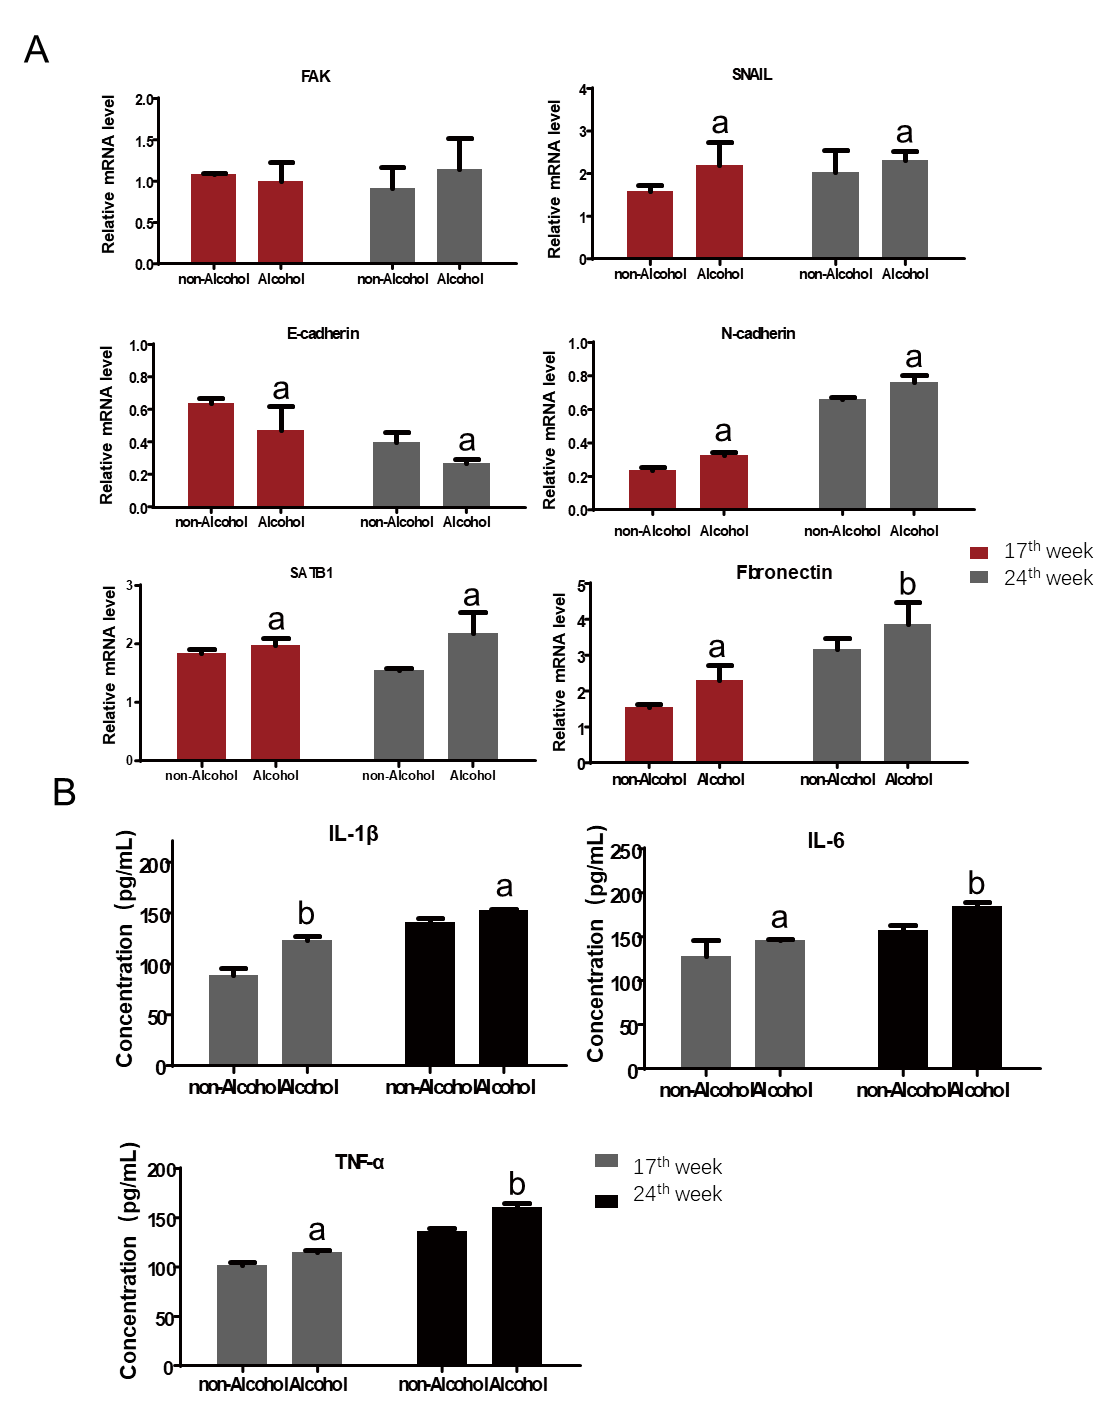 A
FAK
Relative mRNA level
2.0
1.5
1.0
0.5
0.0
non-Alcohol Alcohol non-Alcohol Alcohol
SNAIL
Relative mRNA level
4
3
2
1
0
a a
non-Alcohol Alcohol non-Alcohol Alcohol
E-cadherin
Relative mRNA level
1.0
0.8
0.6
0.4
0.2
0.0
a a
non-Alcohol Alcohol non-Alcohol Alcohol
N-cadherin
Relative mRNA level
1.0
0.8
0.6
0.4
0.2
0.0
a a
non-Alcohol Alcohol non-Alcohol Alcohol
17th week
24th week
SATB1
Relative mRNA level
3
2
1
0
a a
non-Alcohol Alcohol non-Alcohol Alcohol
Fibronectin
Relative mRNA level
5
4
3
2
1
0
a b
non-Alcohol Alcohol non-Alcohol Alcohol
B
IL-1β
Concentration (pg/mL)
200
150
100
50
0
b a
non-Alcohol Alcohol non-Alcohol Alcohol
IL-6
Concentration (pg/mL)
250
200
150
100
50
0
a b
non-Alcohol Alcohol non-Alcohol Alcohol
TNF-α
Concentration (pg/mL)
200
150
100
50
0
a b
non-Alcohol Alcohol non-Alcohol Alcohol
17th week
24th week